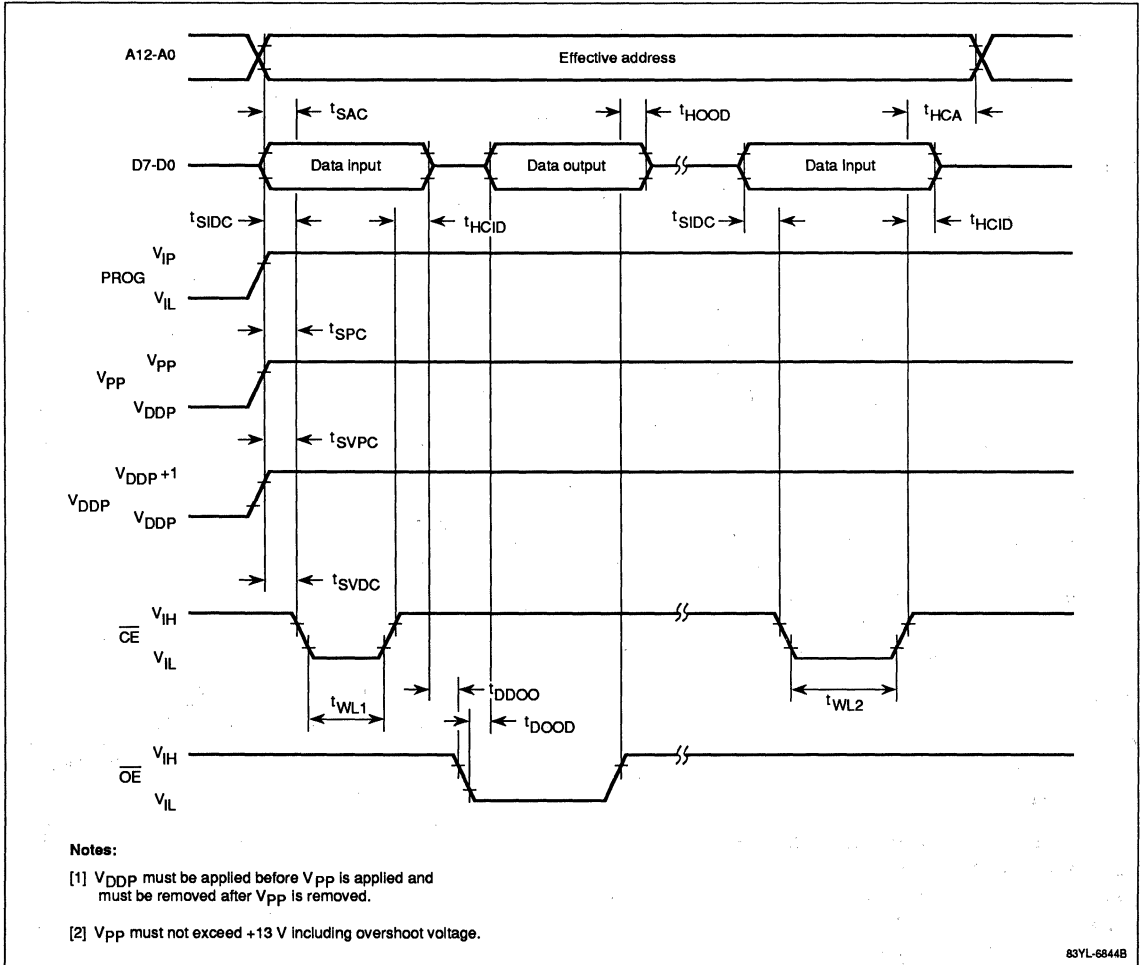 A12-A0
Effective address
tSAC
tHOOD
tHCA
D7-D0
Data input
Data output
Data Input
tSIDC
tHCID
tSIDC
tHCID
VIP
PROG
VIL
tSPC
VPP
VPP
VDDP
tSVPC
VDDP +1
VDDP
VDDP
tSVDC
VIH
CE
VIL
tDDOO
tWL1
tWL2
tDOOD
VIH
OE
VIL
Notes:
[1] VDDP must be applied before VPP is applied and
must be removed after VPP is removed.
[2] VPP must not exceed +13 V including overshoot voltage.
83YL-6844B